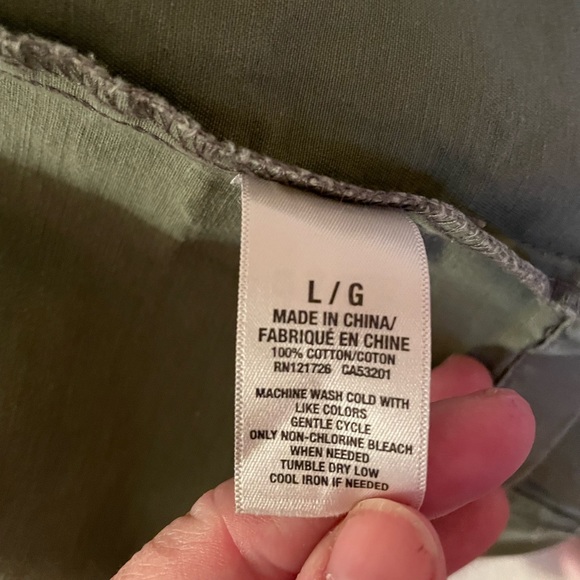 L / G
MADE IN CHINA/
FABRIQUÉ EN CHINE
100% COTTON/COTON
RN121726 CA53201
MACHINE WASH COLD WITH
LIKE COLORS
GENTLE CYCLE
ONLY NON-CHLORINE BLEACH
WHEN NEEDED
TUMBLE DRY LOW
COOL IRON IF NEEDED